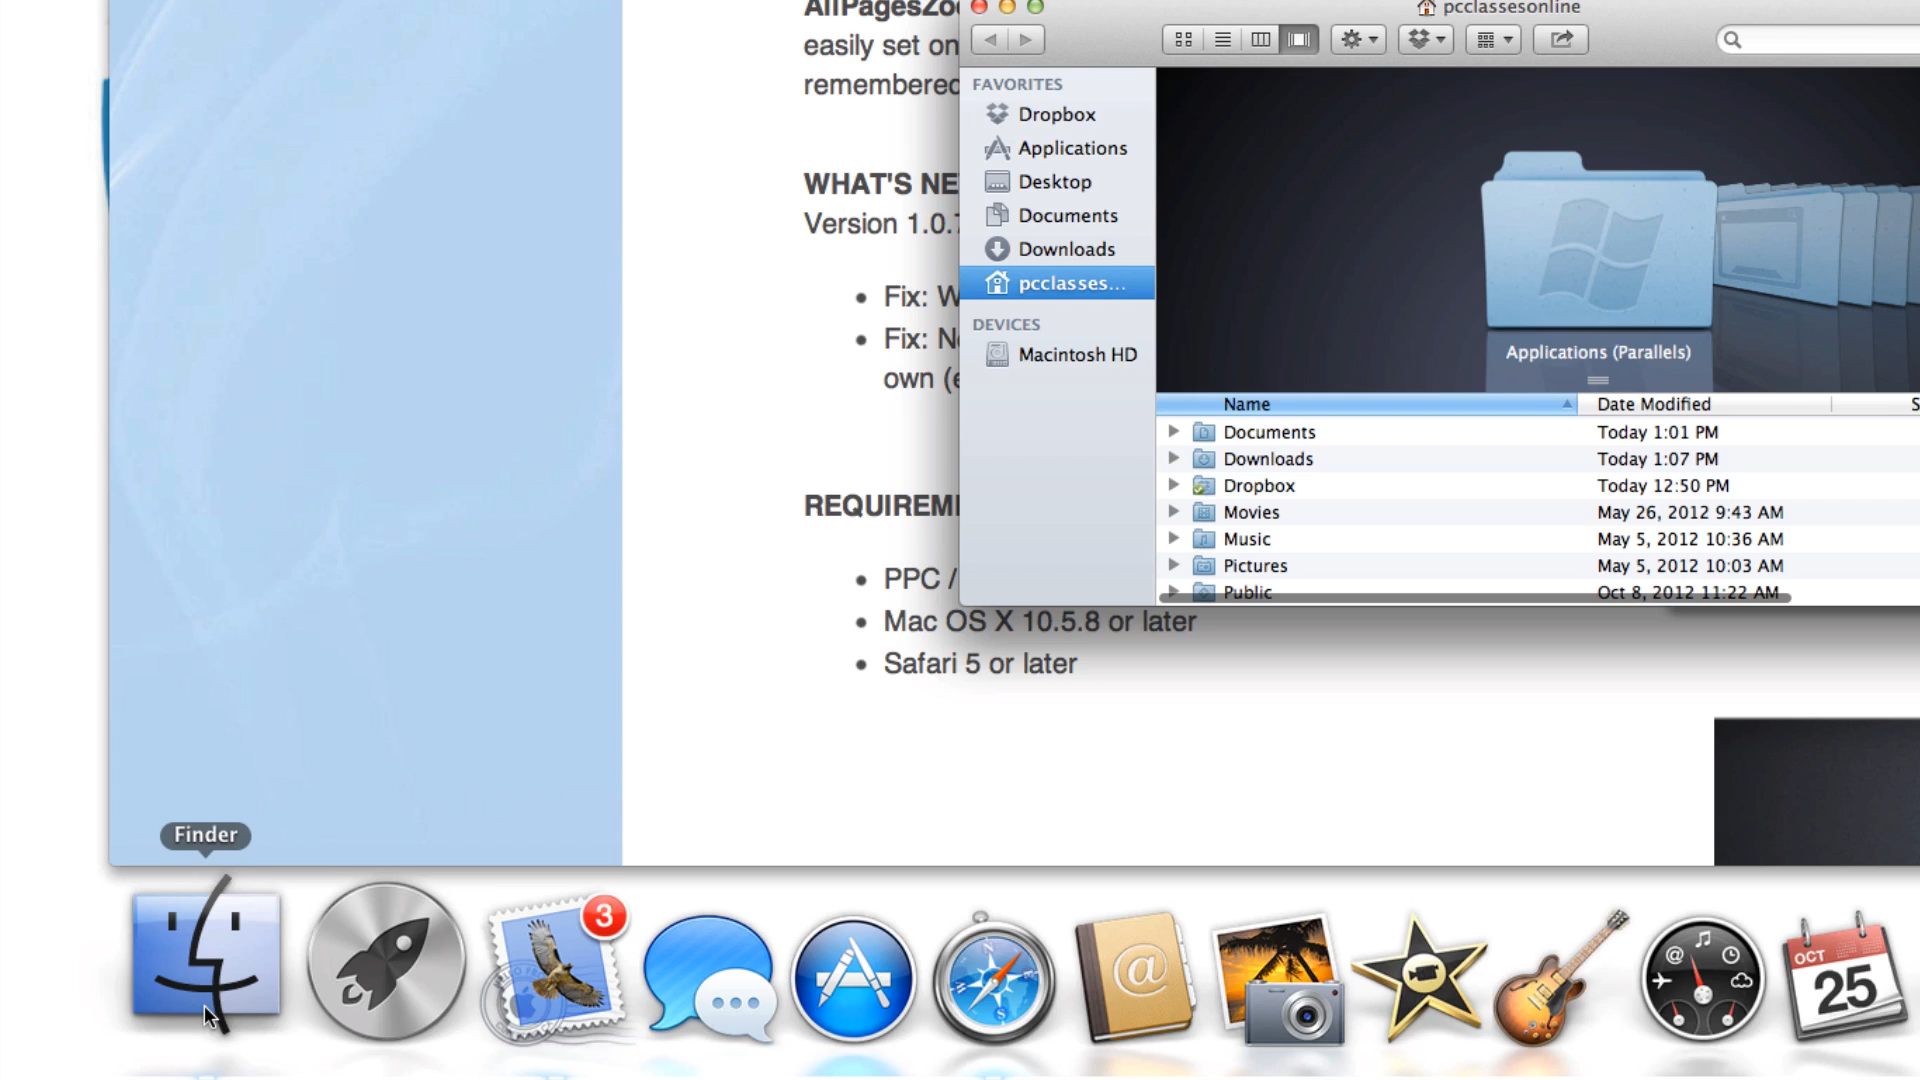 AllPagesZoo
easily set on
remembered
WHAT'S NE
Version 1.0.7
Fix: W
Fix: N
own (e
REQUIREM
PPC /
Mac OS X 10.5.8 or later
Safari 5 or later
pcclassesonline
FAVORITES
Dropbox
Applications
Desktop
Documents
Downloads
pcclasses...
DEVICES
Macintosh HD
Applications (Parallels)
Name Date Modified S
Documents Today 1:01 PM
Downloads Today 1:07 PM
Dropbox Today 12:50 PM
Movies May 26, 2012 9:43 AM
Music May 5, 2012 10:36 AM
Pictures May 5, 2012 10:03 AM
Public Oct 8, 2012 11:22 AM
Finder
3
@
N
S
@
OCT
25